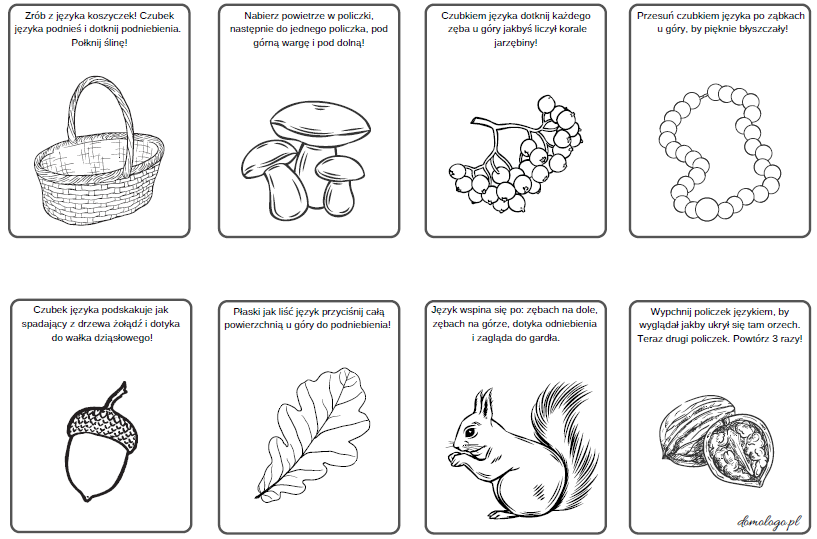 Zrób z języka koszyczek! Czubek
języka podnieś i dotknij podniebienia.
Połknij ślinę!
Nabierz powietrze w policzki,
następnie do jednego policzka, pod
górną wargę i pod dolną!
Czubkiem języka dotknij każdego
zęba u góry jakbyś liczył korale
jarzębiny!
Przesuń czubkiem języka po ząbkach
u góry, by pięknie błyszczały!
Czubek języka podskakuje jak
spadający z drzewa żołądź i dotyka
do wałka dziąsłowego!
Płaski jak liść język przyciśnij całą
powierzchnią u góry do podniebienia!
Język wspina się po: zębach na dole,
zębach na górze, dotyka odniebienia
i zagląda do gardła.
Wypchnij policzek językiem, by
wyglądał jakby ukrył się tam orzech.
Teraz drugi policzek. Powtórz 3 razy!
domologo.pl